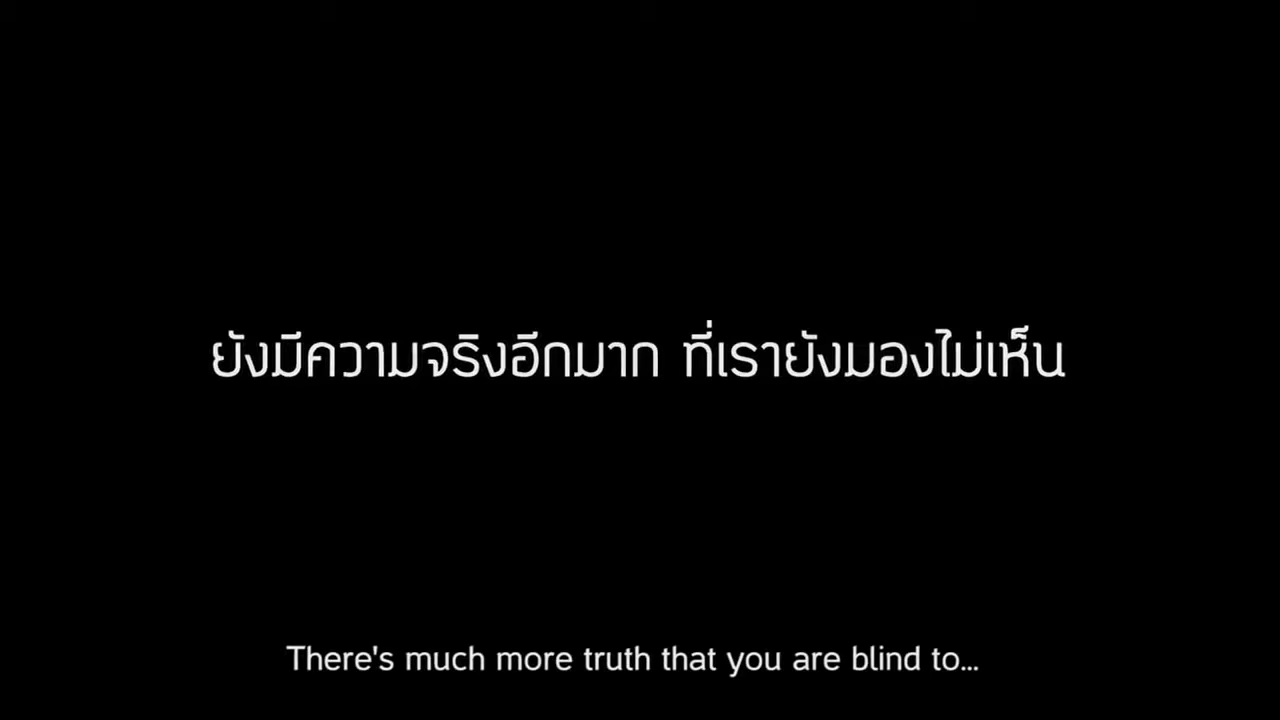 ยังมีความจริงอีกมาก ที่เรายังมองไม่เห็น
There's much more truth that you are blind to...